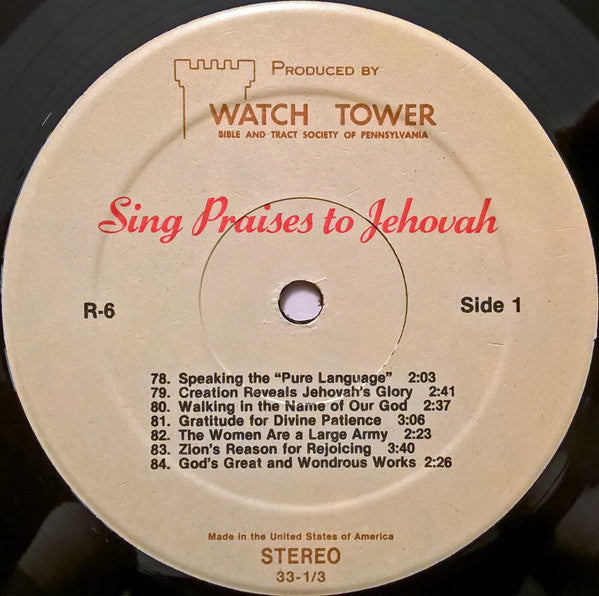 PRODUCED BY
WATCH TOWER
BIBLE AND TRACT SOCIETY OF PENNSYLVANIA
Sing Praises to Jehovah
R-6
Side 1
78. Speaking the "Pure Language" 2:03
79. Creation Reveals Jehovah's Glory 2:41
80. Walking in the Name of Our God 2:37
81. Gratitude for Divine Patience 3:06
82. The Women Are a Large Army 2:23
83. Zion's Reason for Rejoicing 3:40
84. God's Great and Wondrous Works 2:26
Made in the United States of America
STEREO
33-1/3